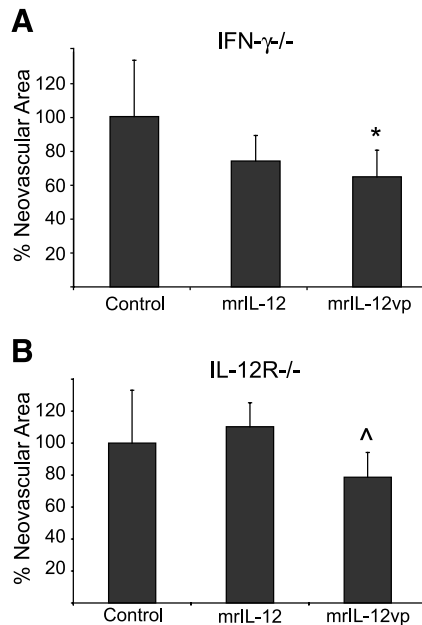 A
IFN-γ-/-
% Neovascular Area
120
100
80
60
40
20
*
Control mrIL-12 mrIL-12vp
B
IL-12R-/-
% Neovascular Area
120
100
80
60
40
20
^
Control mrIL-12 mrIL-12vp